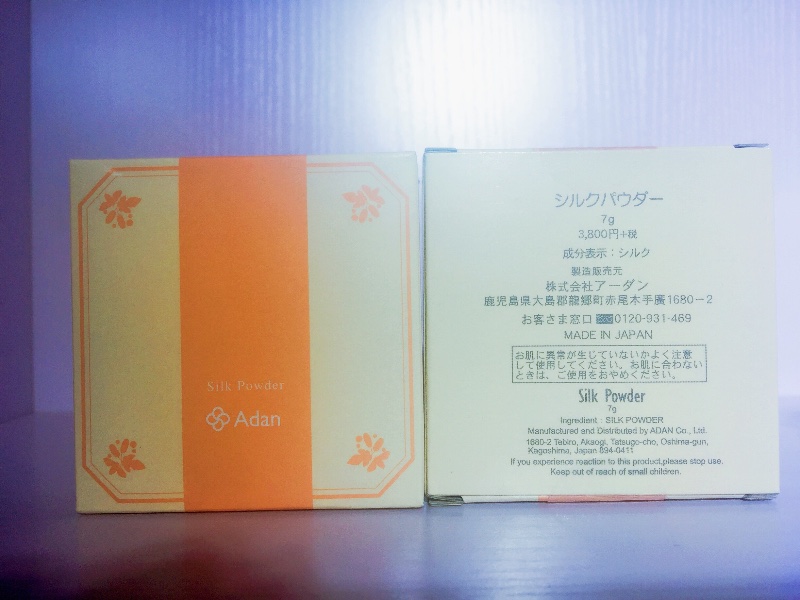 Silk Powder
Adan
シルクパウダー
7g
3,800円+税
成分表示：シルク
製造販売元
株式会社アーダン
鹿児島県大島郡龍郷町赤尾木手廣1680-2
お客さま窓口 0120-931-469
MADE IN JAPAN
お肌に異常が生じていないかよく注意
して使用してください。お肌に合わない
ときは、ご使用をおやめください。
Silk Powder
7g
Ingredient : SILK POWDER
Manufactured and Distributed by ADAN Co., Ltd.
1680-2 Tebiro, Akaogi, Tatsugo-cho, Oshima-gun,
Kagoshima, Japan 894-0411
If you experience reaction to this product,please stop use.
Keep out of reach of small children.